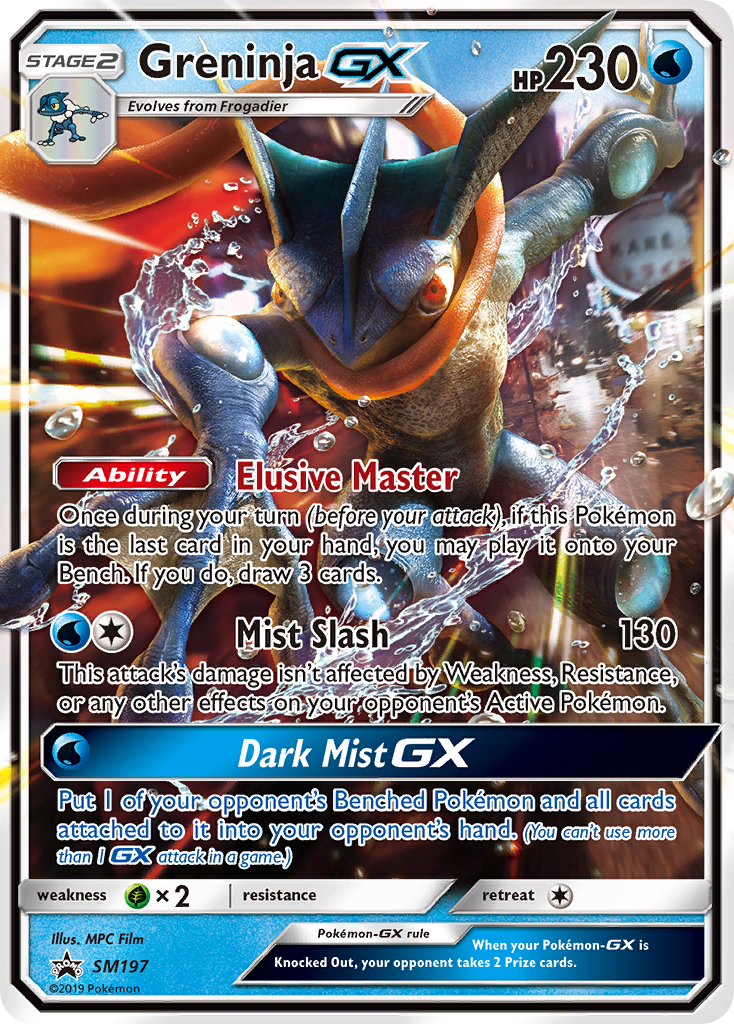 STAGE2
Greninja GX
HP230
Evolves from Frogadier
KARE
Ability
Elusive Master
Once during your turn (before your attack), if this Pokémon
is the last card in your hand, you may play it onto your
Bench. If you do, draw 3 cards.
Mist Slash 130
This attack's damage isn't affected by Weakness, Resistance,
or any other effects on your opponent's Active Pokémon.
Dark Mist GX
Put 1 of your opponent's Benched Pokémon and all cards
attached to it into your opponent's hand. (You can't use more
than 1 GX attack in a game.)
weakness ×2 resistance retreat
Illus. MPC Film
PROMO SM197
©2019 Pokémon
Pokémon-GX rule
When your Pokémon-GX is
Knocked Out, your opponent takes 2 Prize cards.